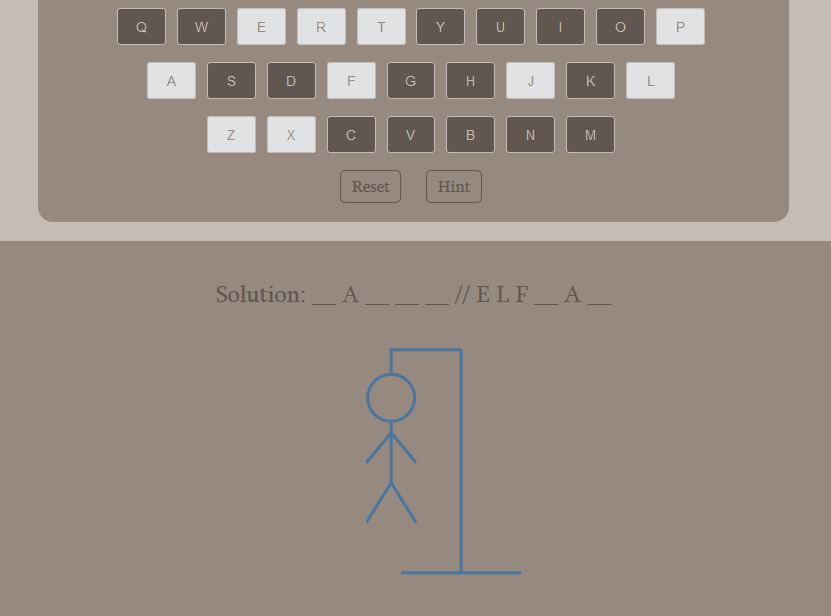 Q W E R T Y U I O P
A S D F G H J K L
Z X C V B N M
Reset Hint
Solution: __ A __ __ __ // E L F __ A __